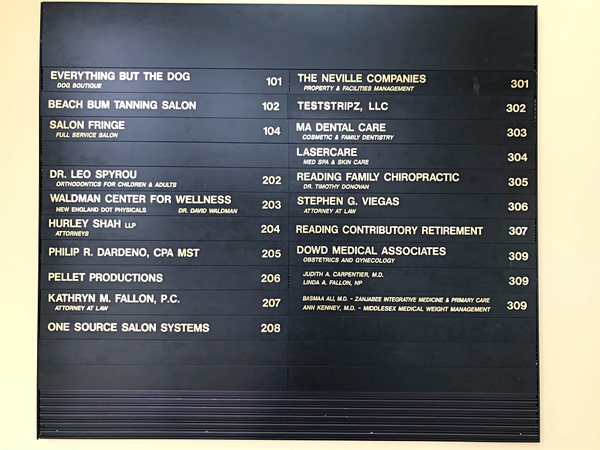 EVERYTHING BUT THE DOG 101
DOG BOUTIQUE
BEACH BUM TANNING SALON 102
SALON FRINGE 104
FULL SERVICE SALON
DR. LEO SPYROU 202
ORTHODONTICS FOR CHILDREN & ADULTS
WALDMAN CENTER FOR WELLNESS 203
NEW ENGLAND DOT PHYSICALS DR. DAVID WALDMAN
HURLEY SHAH LLP 204
ATTORNEYS
PHILIP R. DARDENO, CPA MST 205
PELLET PRODUCTIONS 206
KATHRYN M. FALLON, P.C. 207
ATTORNEY AT LAW
ONE SOURCE SALON SYSTEMS 208
THE NEVILLE COMPANIES 301
PROPERTY & FACILITIES MANAGEMENT
TESTSTRIPZ, LLC 302
MA DENTAL CARE 303
COSMETIC & FAMILY DENTISTRY
LASERCARE 304
MED SPA & SKIN CARE
READING FAMILY CHIROPRACTIC 305
DR. TIMOTHY DONOVAN
STEPHEN G. VIEGAS 306
ATTORNEY AT LAW
READING CONTRIBUTORY RETIREMENT 307
DOWD MEDICAL ASSOCIATES 309
OBSTETRICS AND GYNECOLOGY
JUDITH A. CARPENTIER, M.D. 309
LINDA A. FALLON, NP
BASMAA ALI, M.D. - ZANJABEE INTEGRATIVE MEDICINE & PRIMARY CARE 309
ANN KENNEY, M.D. - MIDDLESEX MEDICAL WEIGHT MANAGEMENT